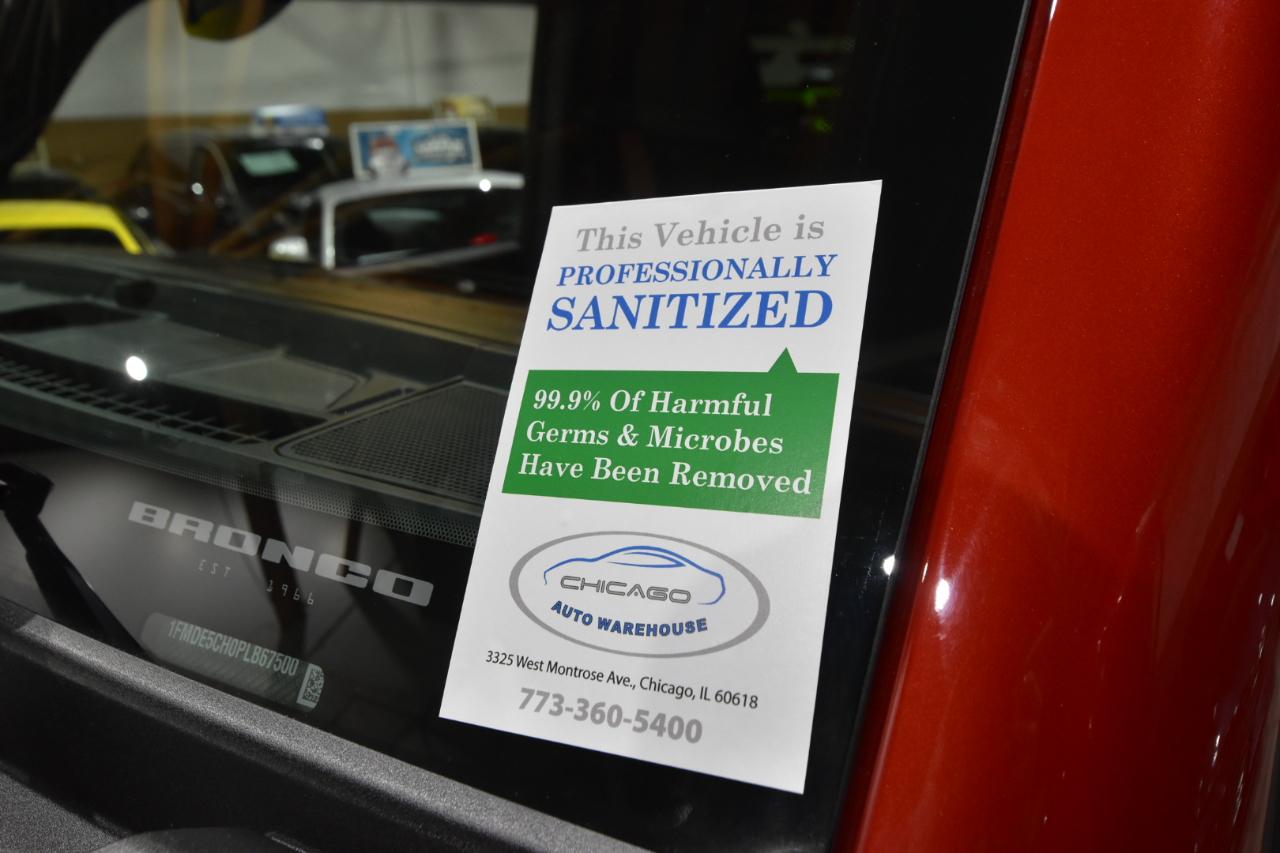 This Vehicle is
PROFESSIONALLY
SANITIZED
99.9% Of Harmful
Germs & Microbes
Have Been Removed
CHICAGO
AUTO WAREHOUSE
3325 West Montrose Ave., Chicago, IL 60618
773-360-5400
BRONCO
EST 1966
1FMDE5CH0PLB67500